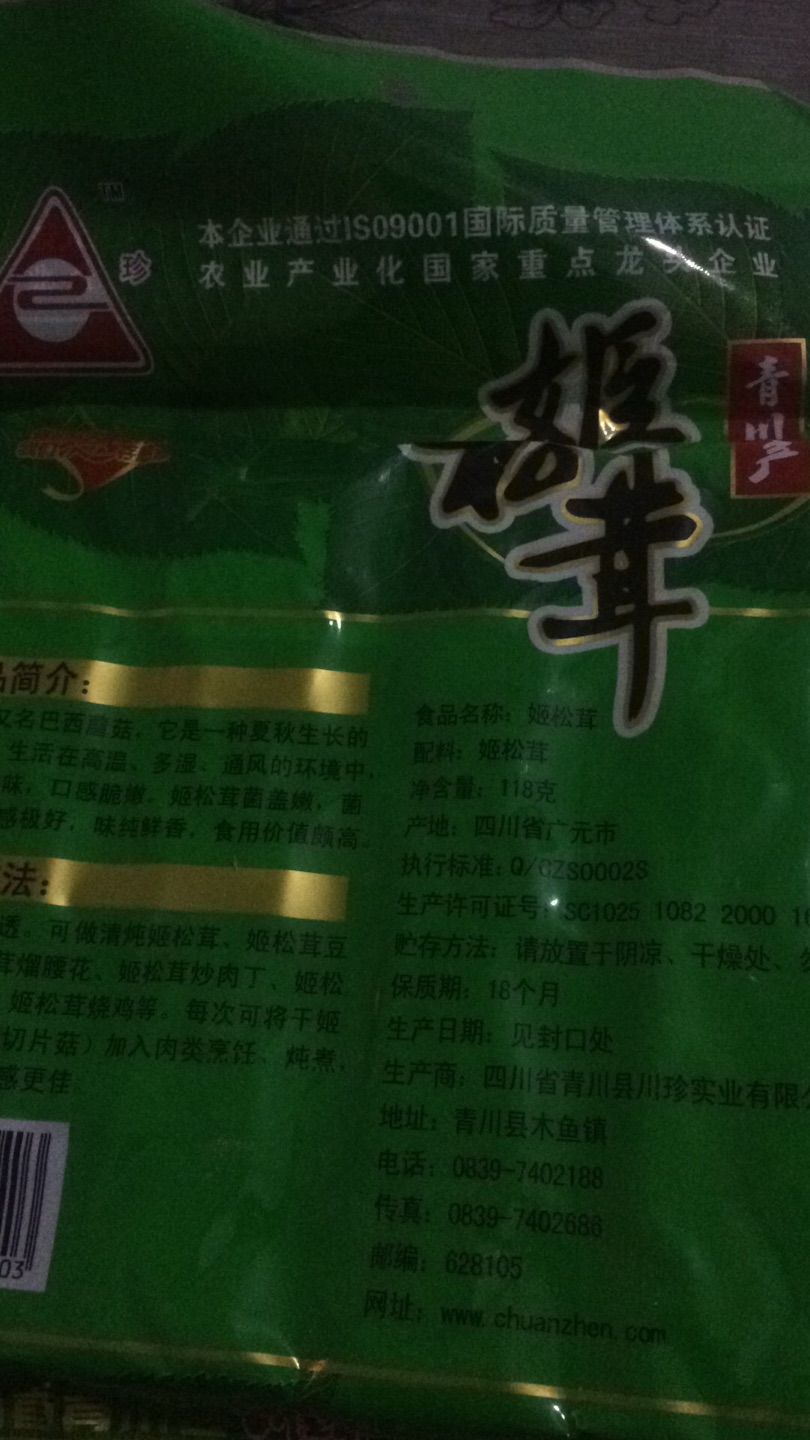 TM
珍
本企业通过ISO9001国际质量管理体系认证
农业产业化国家重点龙头企业
姬松茸
青川产
品简介：
又名巴西蘑菇，它是一种夏秋生长的
生活在高温、多湿、通风的环境中，
味，口感脆嫩。姬松茸菌盖嫩，菌
感极好，味纯鲜香，食用价值颇高。
法：
透。可做清炖姬松茸、姬松茸豆
茸熘腰花、姬松茸炒肉丁、姬松
姬松茸烧鸡等。每次可将干姬
切片菇）加入肉类烹饪、炖煮，
感更佳
03
食品名称：姬松茸
配料：姬松茸
净含量：118克
产地：四川省广元市
执行标准：Q/CZS0002S
生产许可证号：SC1025 1082 2000
贮存方法：请放置于阴凉、干燥处、
保质期：18个月
生产日期：见封口处
生产商：四川省青川县川珍实业有限
地址：青川县木鱼镇
电话：0839-7402188
传真：0839-7402686
邮编：628105
网址：www.chuanzhen.com